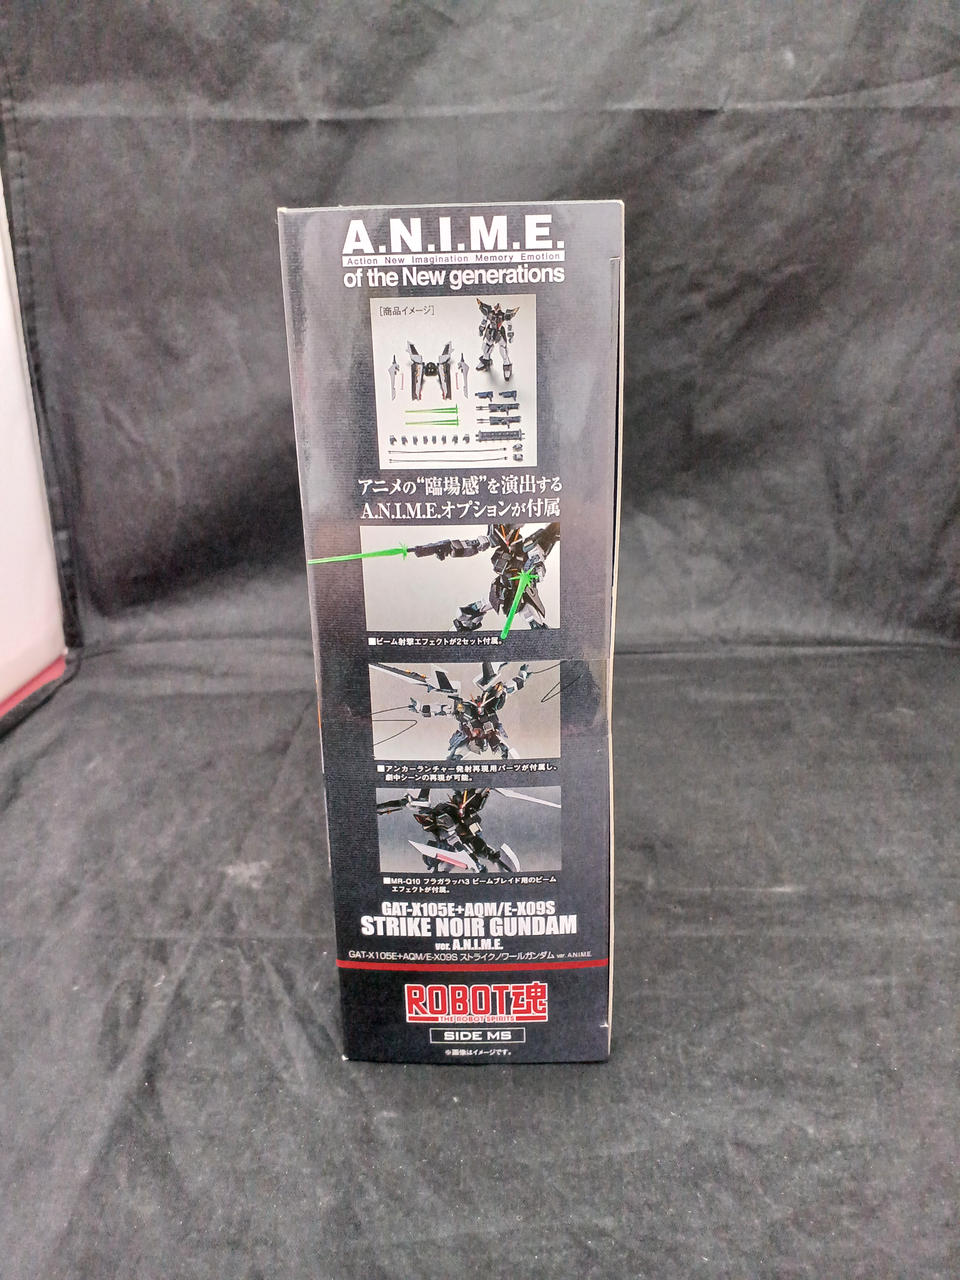 A.N.I.M.E.
Action New Imagination Memory Emotion
of the New generations
[商品イメージ]
アニメの“臨場感”を演出する
A.N.I.M.E.オプションが付属
■ビーム射撃エフェクトが2セット付属。
■アンカーランチャー発射再現用パーツが付属し、
劇中シーンの再現が可能。
■MR-Q10 フラガラッハ3 ビームブレイド用のビーム
エフェクトが付属。
GAT-X105E+AQM/E-X09S
STRIKE NOIR GUNDAM
ver. A.N.I.M.E.
GAT-X105E+AQM/E-X09S ストライクノワールガンダム ver. A.N.I.M.E.
ROBOT魂
THE ROBOT SPIRITS
SIDE MS
※画像はイメージです。